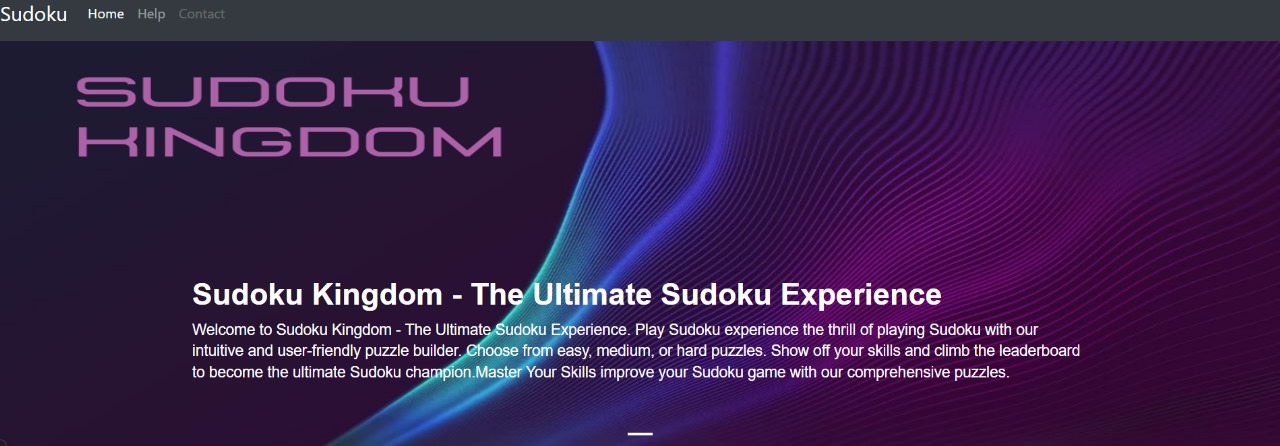 Sudoku Home Help Contact
SUDOKU
KINGDOM
Sudoku Kingdom - The Ultimate Sudoku Experience
Welcome to Sudoku Kingdom - The Ultimate Sudoku Experience. Play Sudoku experience the thrill of playing Sudoku with our
intuitive and user-friendly puzzle builder. Choose from easy, medium, or hard puzzles. Show off your skills and climb the leaderboard
to become the ultimate Sudoku champion.Master Your Skills improve your Sudoku game with our comprehensive puzzles.